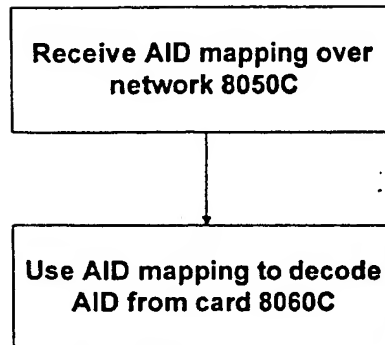 Receive AID mapping over
network 8050C
Use AID mapping to decode
AID from card 8060C